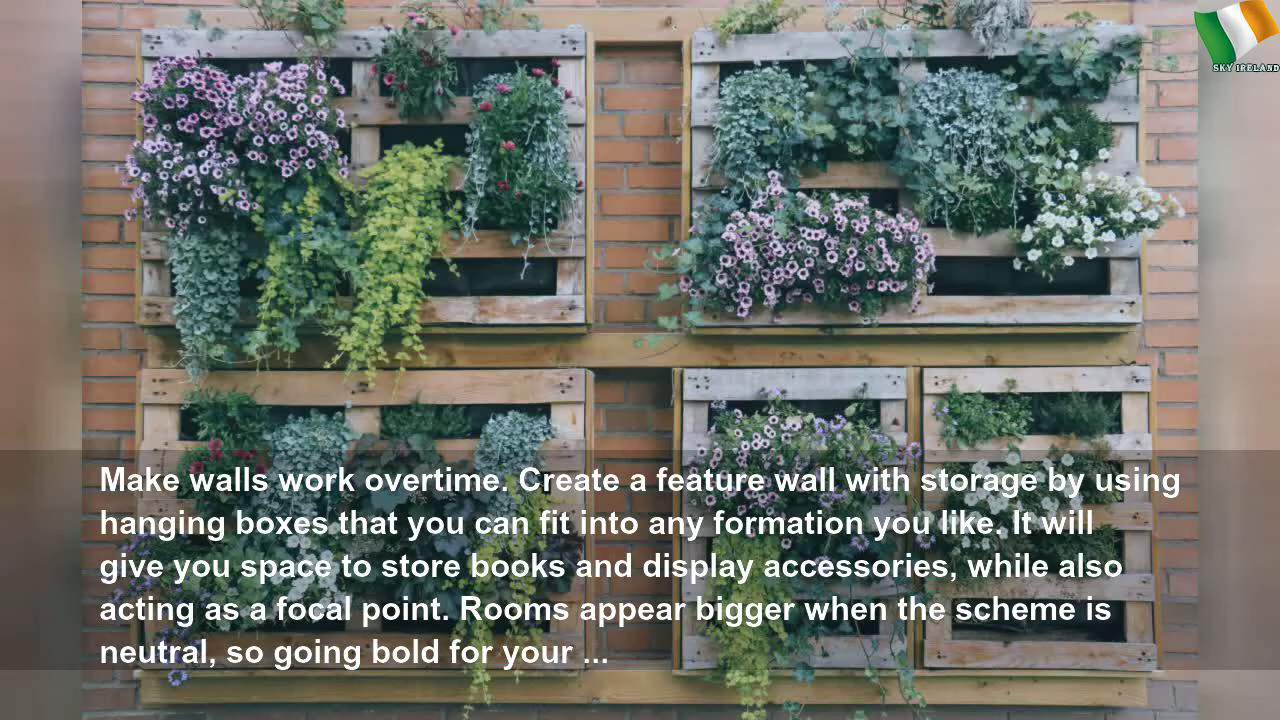 SKY IRELAND
Make walls work overtime. Create a feature wall with storage by using
hanging boxes that you can fit into any formation you like. It will
give you space to store books and display accessories, while also
acting as a focal point. Rooms appear bigger when the scheme is
neutral, so going bold for your ...